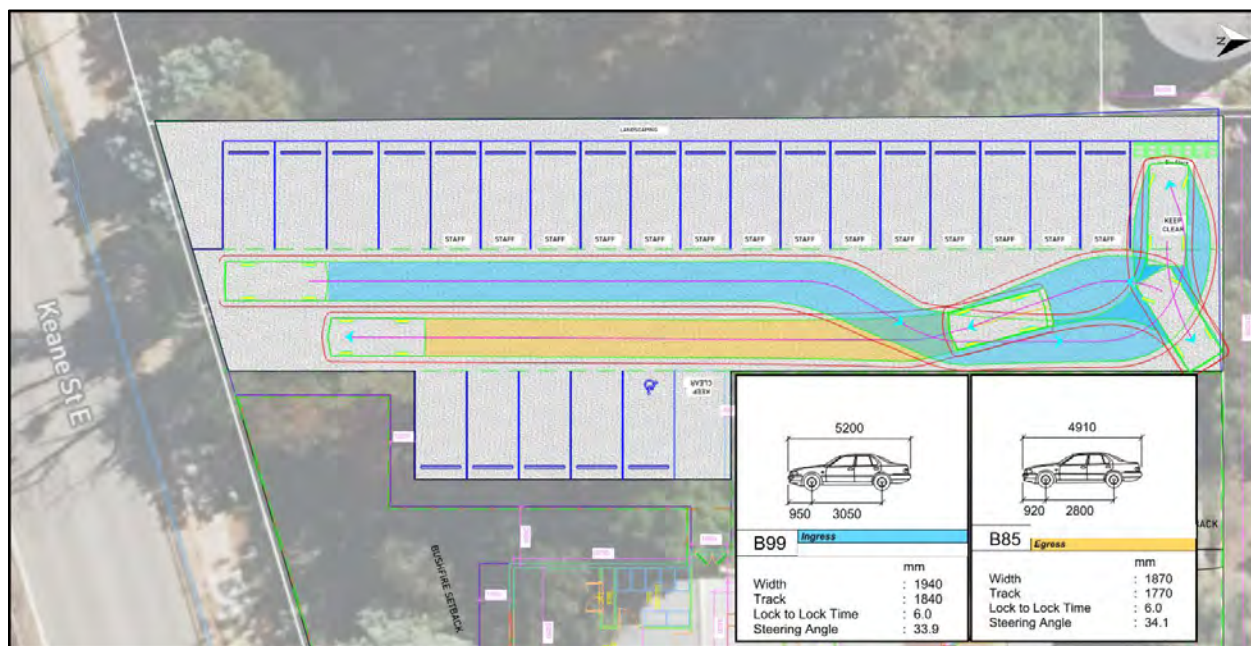 N
LANDSCAPING
STAFF STAFF STAFF STAFF STAFF STAFF STAFF STAFF STAFF STAFF STAFF STAFF STAFF STAFF
KEEP
CLEAR
Keane St E
KEEP
CLEAR
BUSHFIRE SETBACK
5200
950 3050
B99 Ingress
mm
Width : 1940
Track : 1840
Lock to Lock Time : 6.0
Steering Angle : 33.9
4910
920 2800
B85 Egress
mm
Width : 1870
Track : 1770
Lock to Lock Time : 6.0
Steering Angle : 34.1